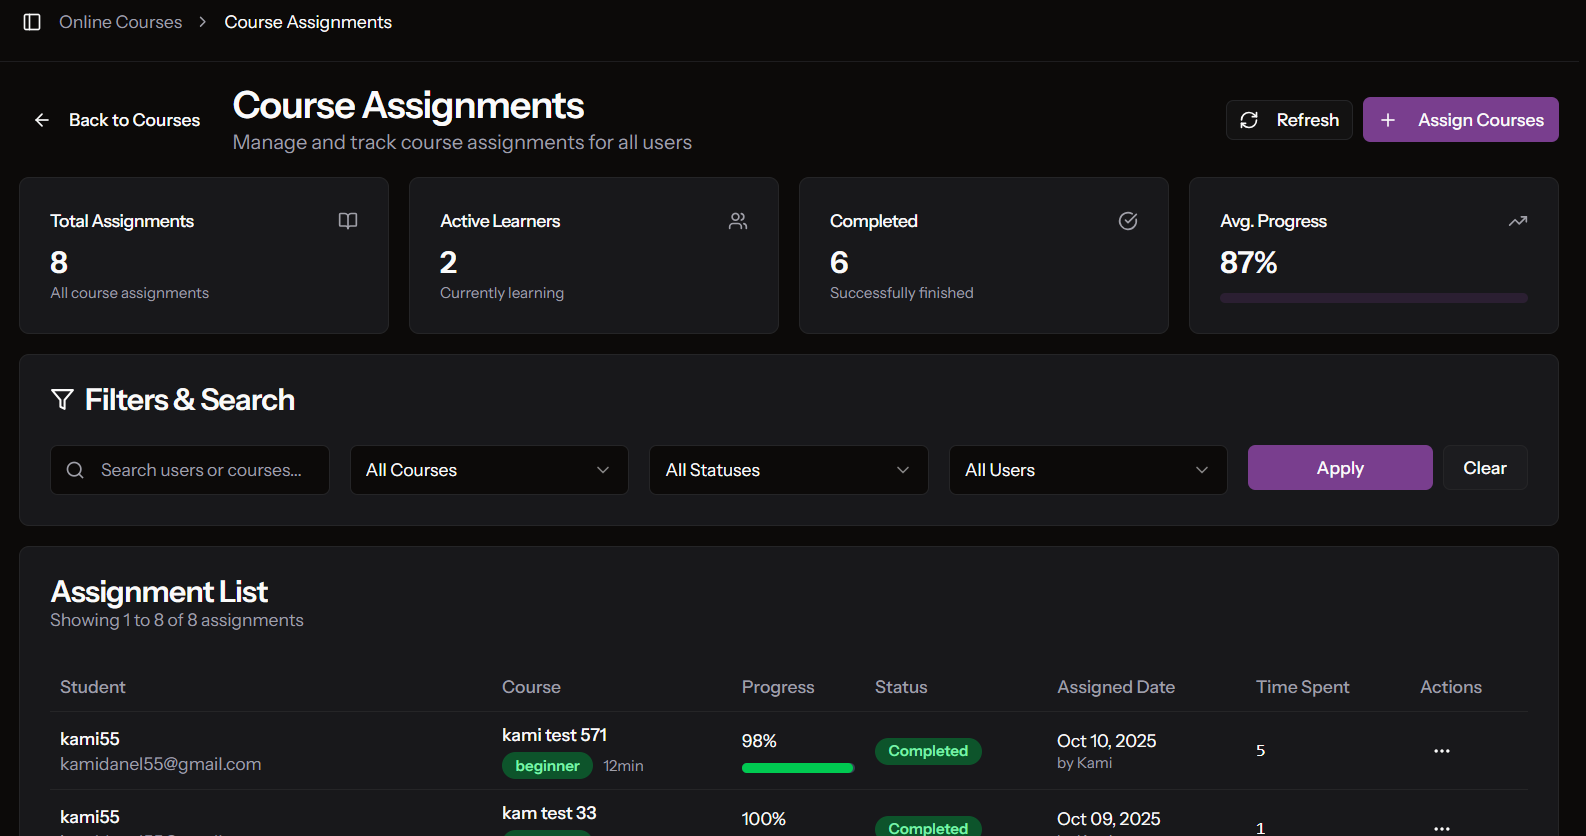 Online Courses > Course Assignments
Back to Courses
Course Assignments
Manage and track course assignments for all users
Refresh
Assign Courses
Total Assignments
8
All course assignments
Active Learners
2
Currently learning
Completed
6
Successfully finished
Avg. Progress
87%
Filters & Search
Search users or courses...
All Courses
All Statuses
All Users
Apply
Clear
Assignment List
Showing 1 to 8 of 8 assignments
Student Course Progress Status Assigned Date Time Spent Actions
kami55
kamidanel55@gmail.com
kami test 571
beginner 12min
98%
Completed
Oct 10, 2025
by Kami
5
kami55
kam test 33
100%
Completed
Oct 09, 2025
1